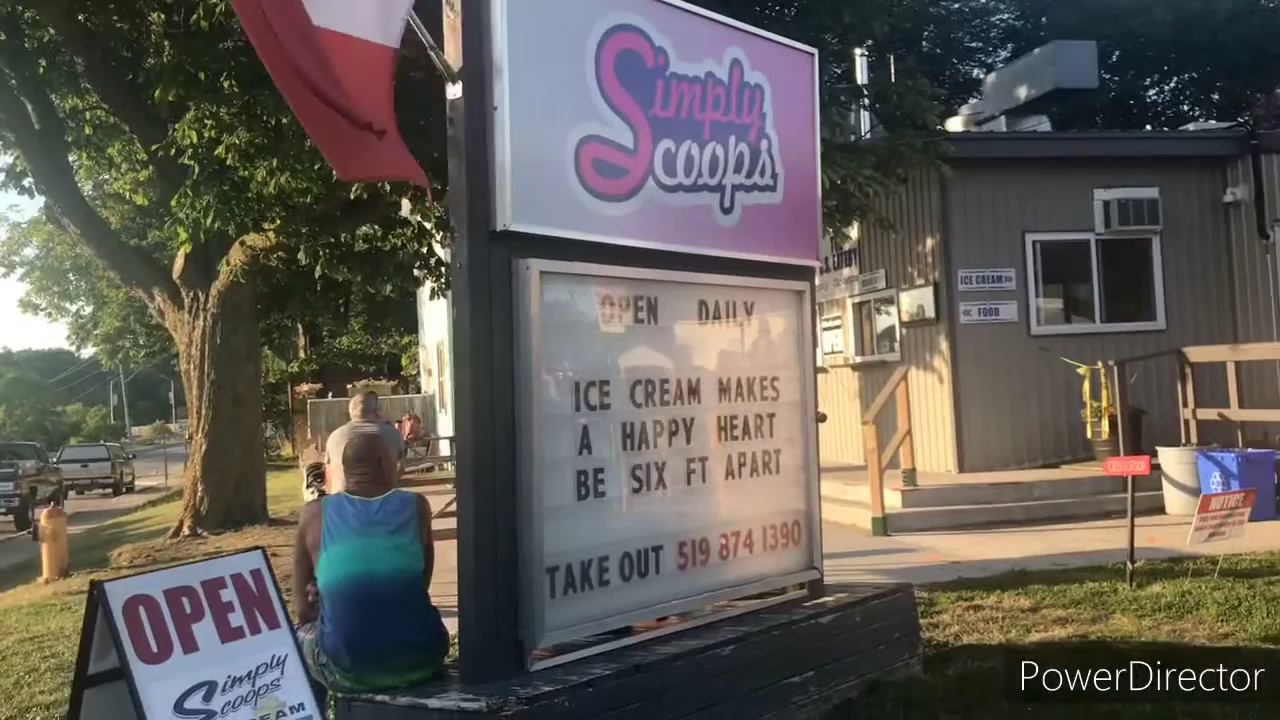 Simply
Scoops
OPEN DAILY
ICE CREAM MAKES
A HAPPY HEART
BE SIX FT APART
TAKE OUT 519 874 1390
ICE CREAM
FOOD
NOTICE
OPEN
Simply
Scoops
PowerDirector